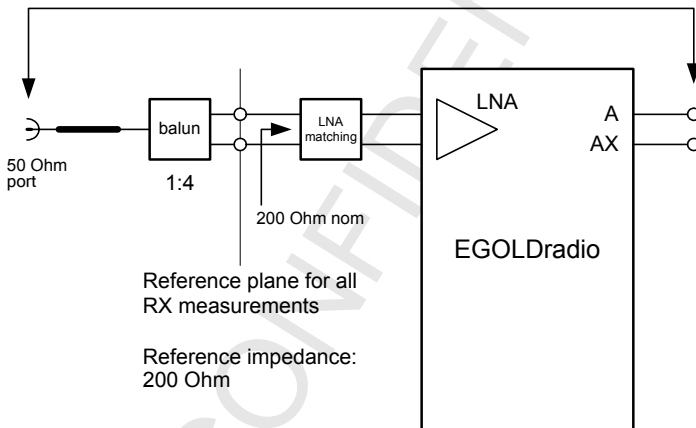 50 Ohm
port
balun
1:4
LNA
matching
200 Ohm nom
LNA
A
AX
EGOLDradio
Reference plane for all
RX measurements
Reference impedance:
200 Ohm